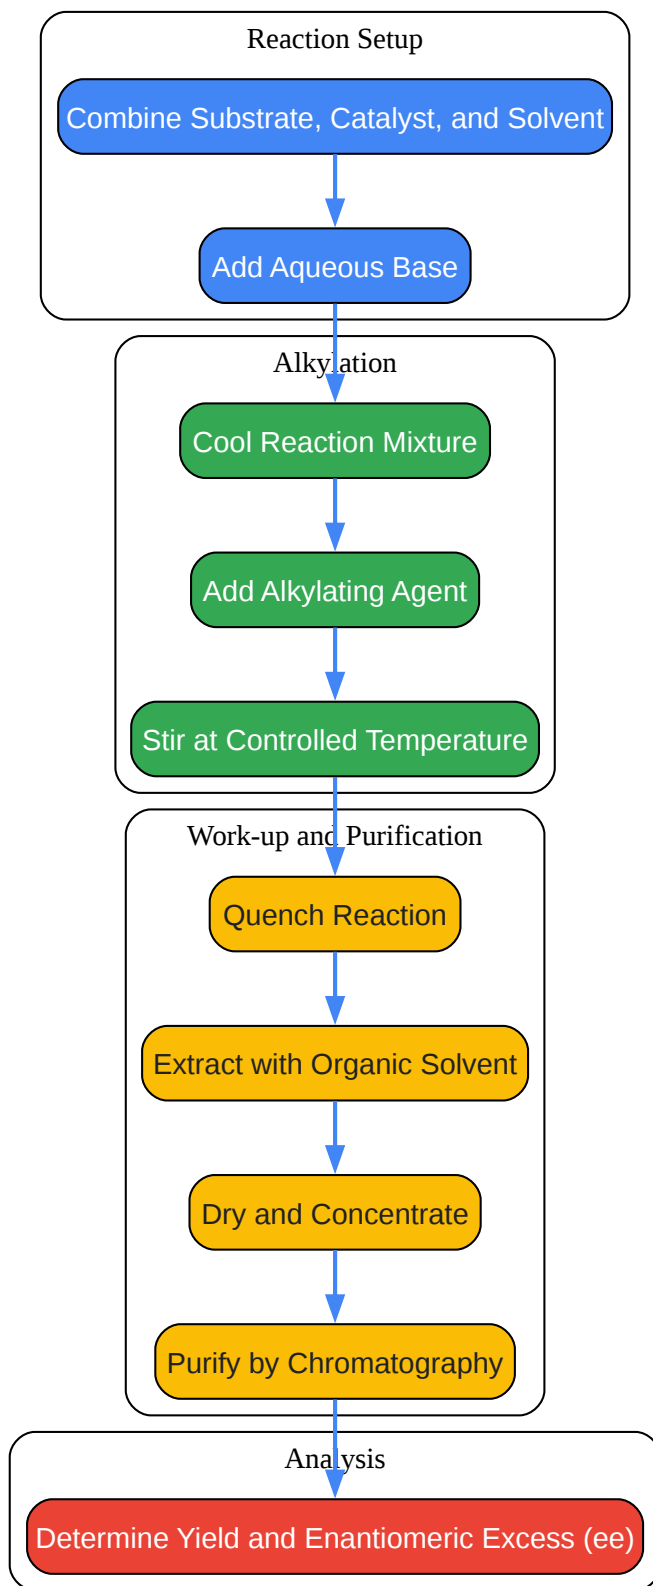 Reaction Setup
Combine Substrate, Catalyst, and Solvent
Add Aqueous Base
Alkylation
Cool Reaction Mixture
Add Alkylating Agent
Stir at Controlled Temperature
Work-up and Purification
Quench Reaction
Extract with Organic Solvent
Dry and Concentrate
Purify by Chromatography
Analysis
Determine Yield and Enantiomeric Excess (ee)